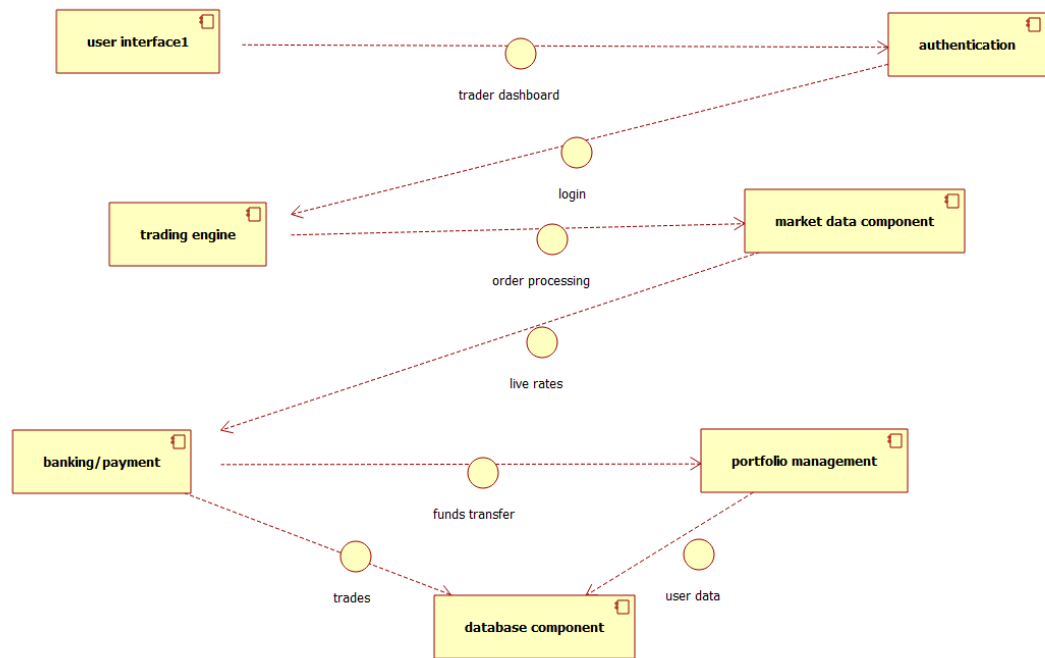 user interface1
authentication
trader dashboard
login
trading engine
market data component
order processing
live rates
banking/payment
portfolio management
funds transfer
trades
user data
database component